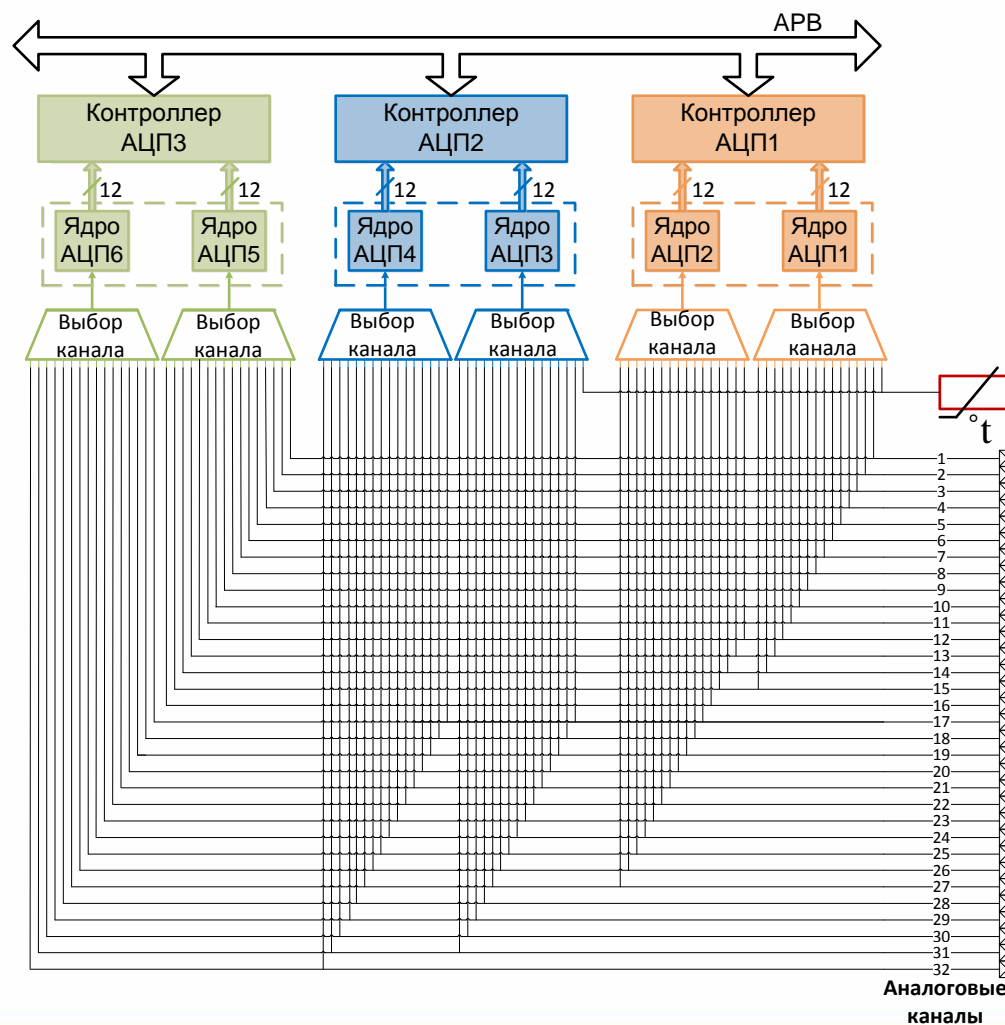 APB
Контроллер Контроллер Контроллер
АЦП3 АЦП2 АЦП1
12 12 12 12 12 12
Ядро Ядро Ядро Ядро Ядро Ядро
АЦП6 АЦП5 АЦП4 АЦП3 АЦП2 АЦП1
Выбор Выбор Выбор Выбор Выбор Выбор
канала канала канала канала канала канала
°t
1
2
3
4
5
6
7
8
9
10
11
12
13
14
15
16
17
18
19
20
21
22
23
24
25
26
27
28
29
30
31
32
Аналоговые
каналы